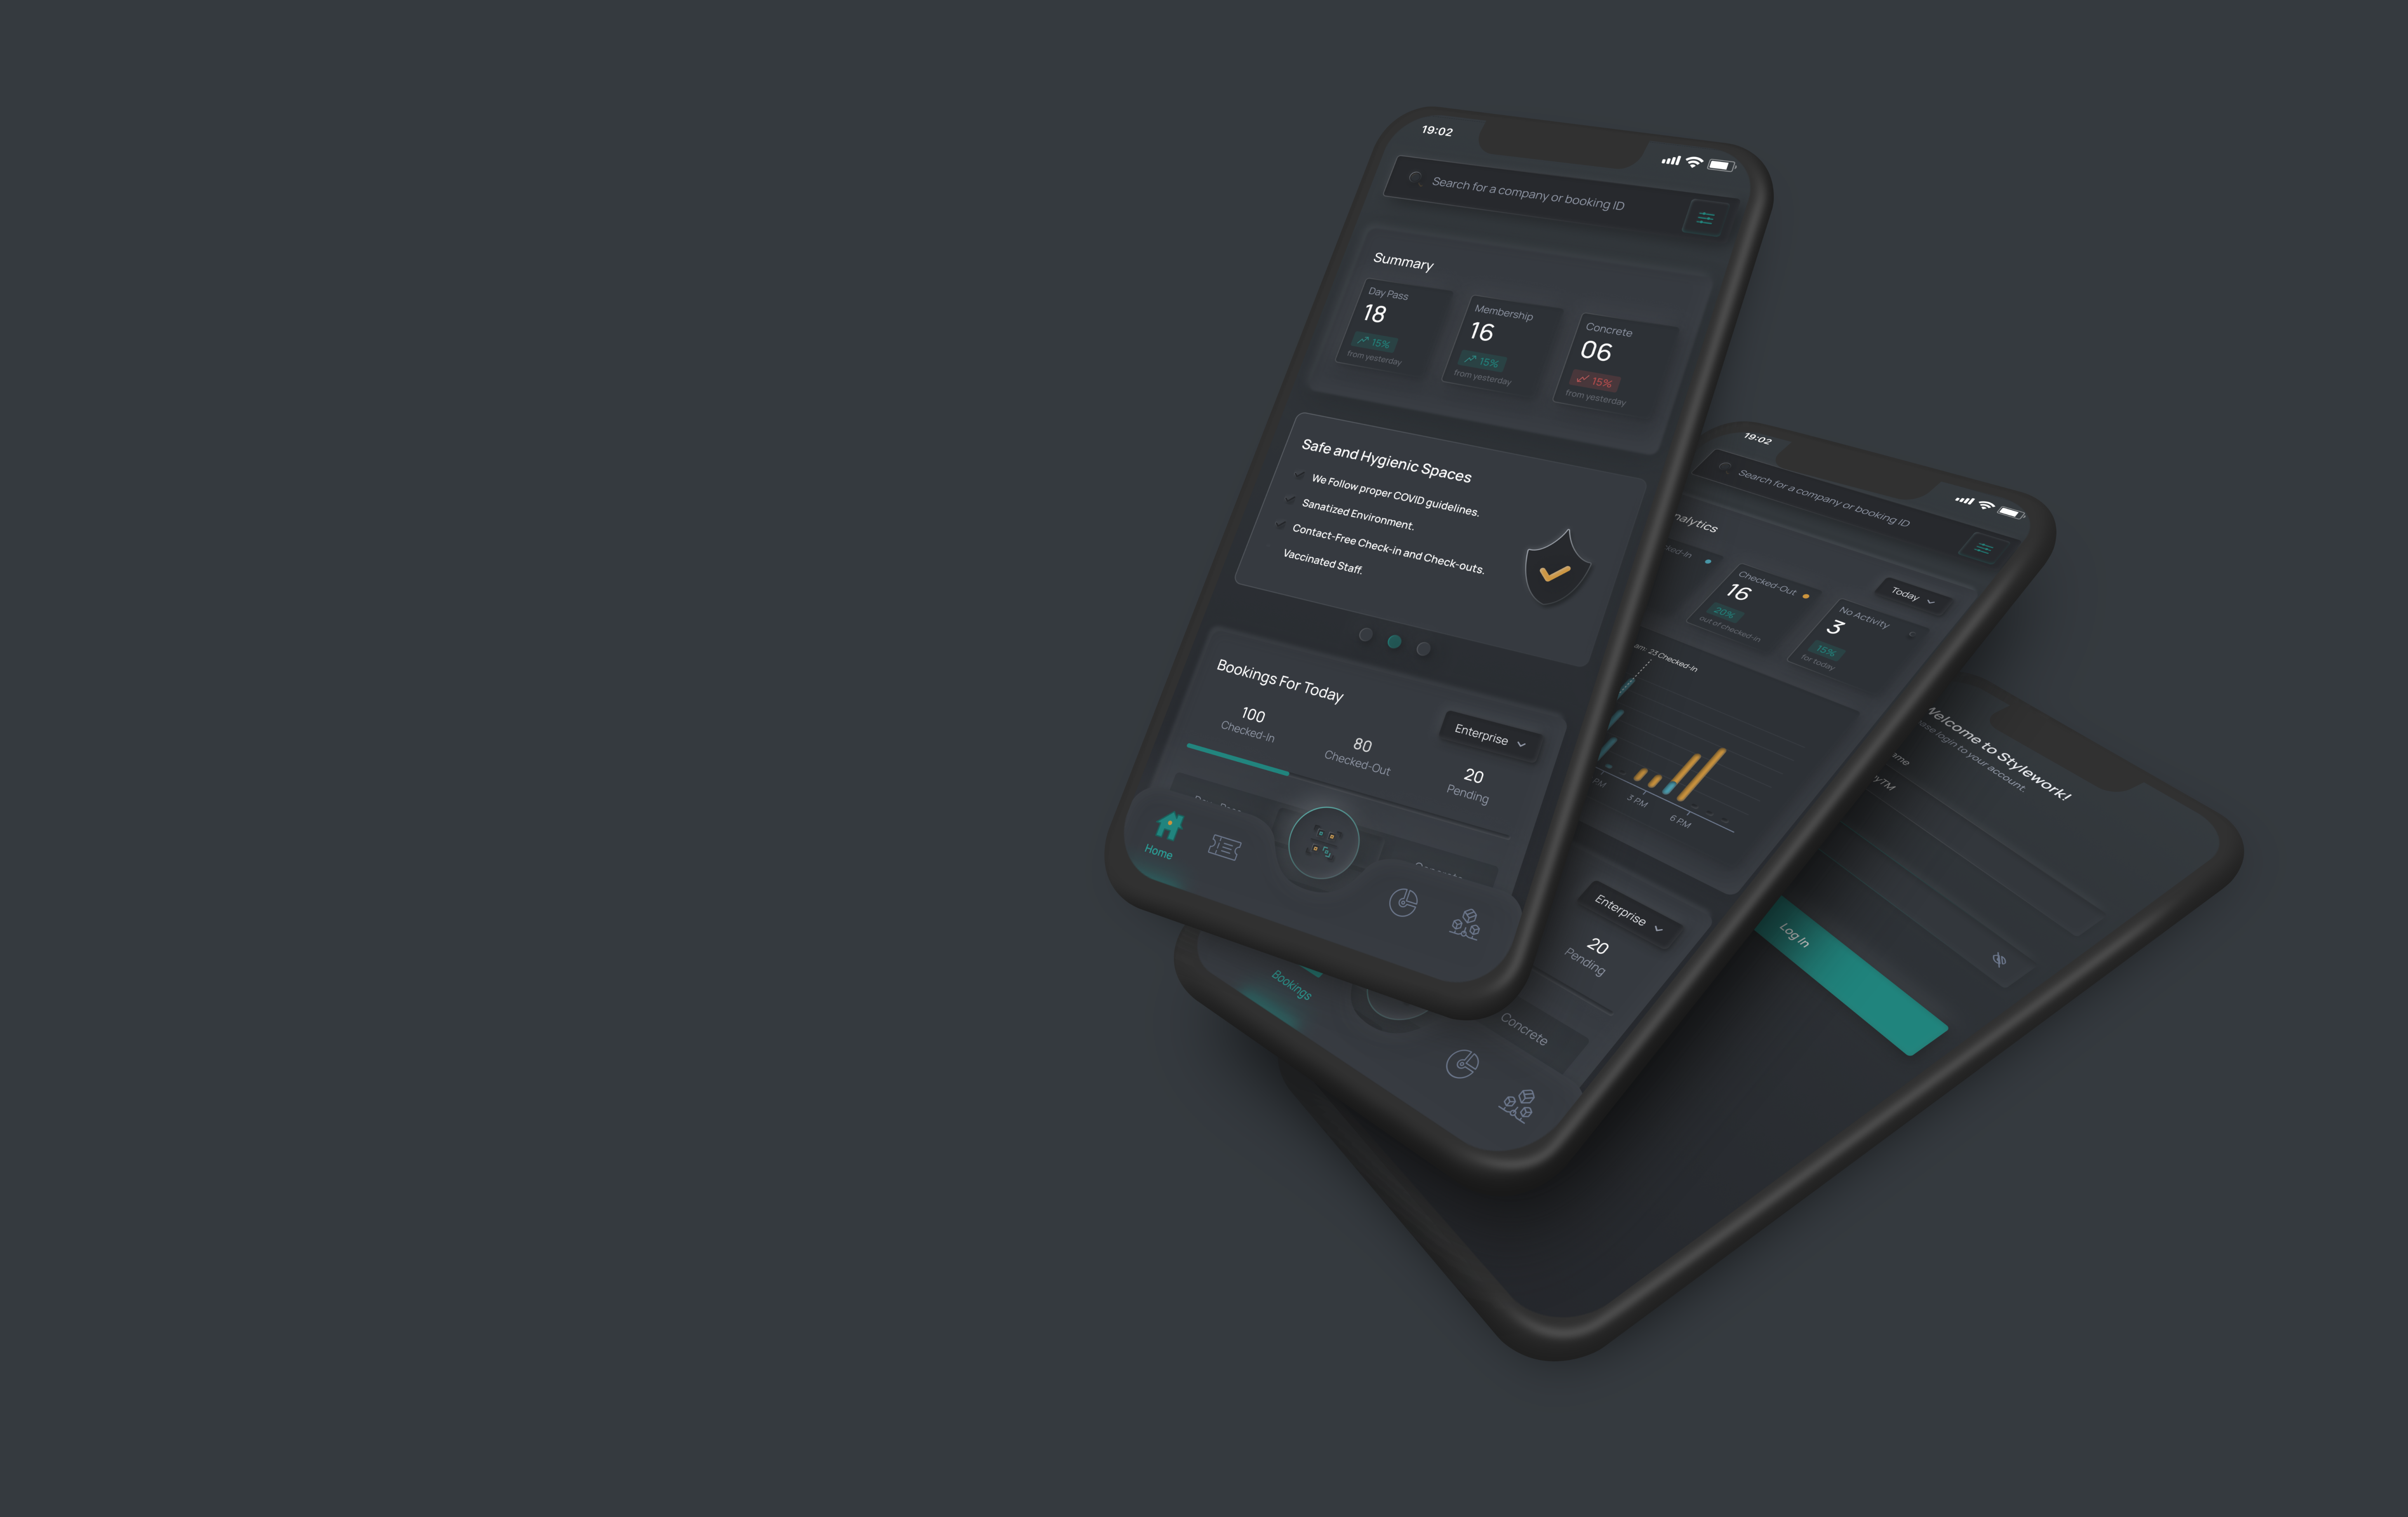 19:02
Search for a company or booking ID
Summary
Day Pass
18
15%
from yesterday
Membership
16
15%
from yesterday
Concrete
06
15%
from yesterday
Safe and Hygienic Spaces
We Follow proper COVID guidelines.
Sanatized Environment.
Contact-Free Check-in and Check-outs.
Vaccinated Staff.
Bookings For Today
Enterprise
100
Checked-In
80
Checked-Out
20
Pending
Home
19:02
Search for a company or booking ID
Today
Checked-Out
16
20%
out of checked-in
No Activity
3
15%
for today
23 Checked-In
PM
3 PM
6 PM
Enterprise
20
Pending
Concrete
Bookings
Welcome to Stylework!
login to your account.
Log In